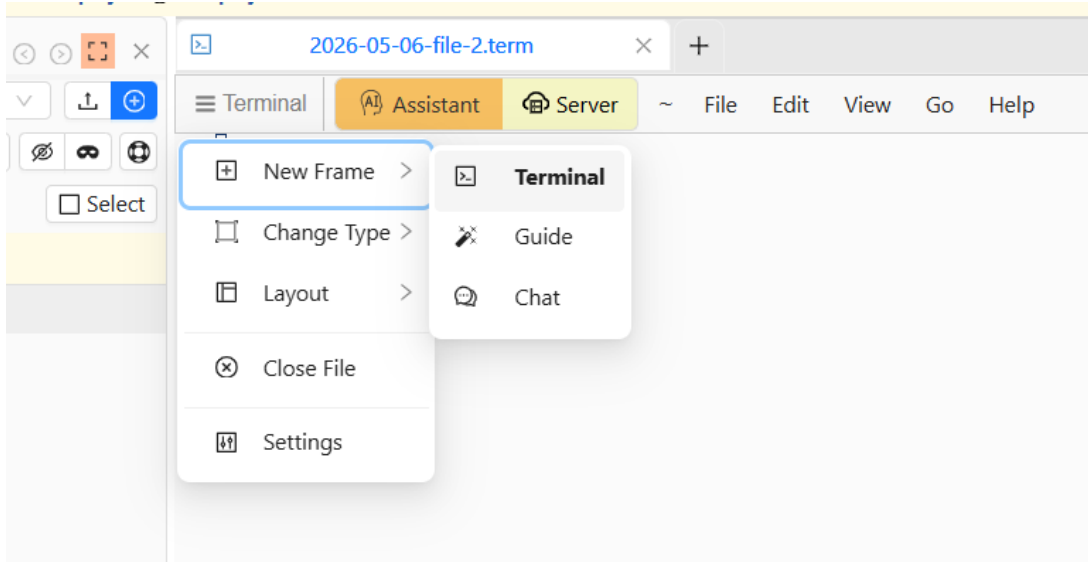 2026-05-06-file-2.term
Terminal
AI Assistant
Server
~ File Edit View Go Help
Select
New Frame
Terminal
Guide
Chat
Change Type
Layout
Close File
Settings